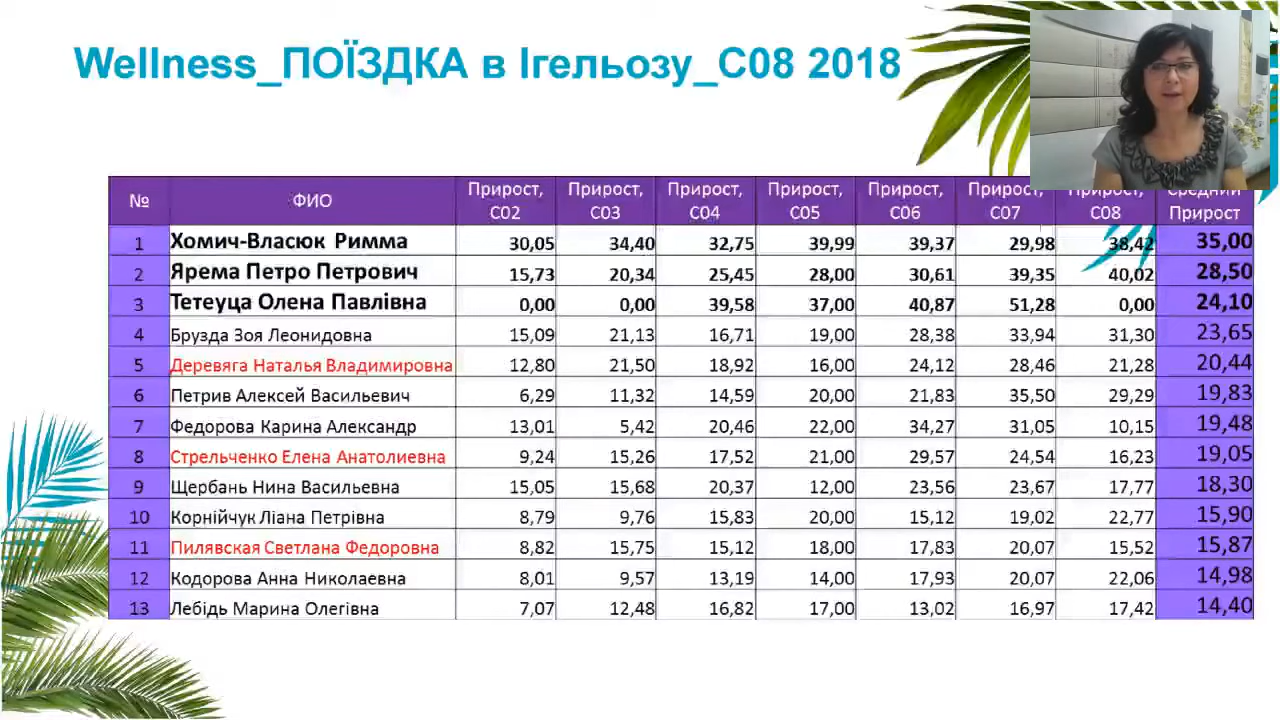 Wellness_ПОЇЗДКА в Ігельозу_C08 2018
№ ФИО Прирост, C02 Прирост, C03 Прирост, C04 Прирост, C05 Прирост, C06 Прирост, C07 Прирост, C08 Средний Прирост
1 Хомич-Власюк Римма 30,05 34,40 32,75 39,99 39,37 29,98 38,42 35,00
2 Ярема Петро Петрович 15,73 20,34 25,45 28,00 30,61 39,35 40,02 28,50
3 Тетеуца Олена Павлівна 0,00 0,00 39,58 37,00 40,87 51,28 0,00 24,10
4 Брузда Зоя Леонидовна 15,09 21,13 16,71 19,00 28,38 33,94 31,30 23,65
5 Деревяга Наталья Владимировна 12,80 21,50 18,92 16,00 24,12 28,46 21,28 20,44
6 Петрив Алексей Васильевич 6,29 11,32 14,59 20,00 21,83 35,50 29,29 19,83
7 Федорова Карина Александр 13,01 5,42 20,46 22,00 34,27 31,05 10,15 19,48
8 Стрельченко Елена Анатолиевна 9,24 15,26 17,52 21,00 29,57 24,54 16,23 19,05
9 Щербань Нина Васильевна 15,05 15,68 20,37 12,00 23,56 23,67 17,77 18,30
10 Корнійчук Ліана Петрівна 8,79 9,76 15,83 20,00 15,12 19,02 22,77 15,90
11 Пилявская Светлана Федоровна 8,82 15,75 15,12 18,00 17,83 20,07 15,52 15,87
12 Кодорова Анна Николаевна 8,01 9,57 13,19 14,00 17,93 20,07 22,06 14,98
13 Лебідь Марина Олегівна 7,07 12,48 16,82 17,00 13,02 16,97 17,42 14,40